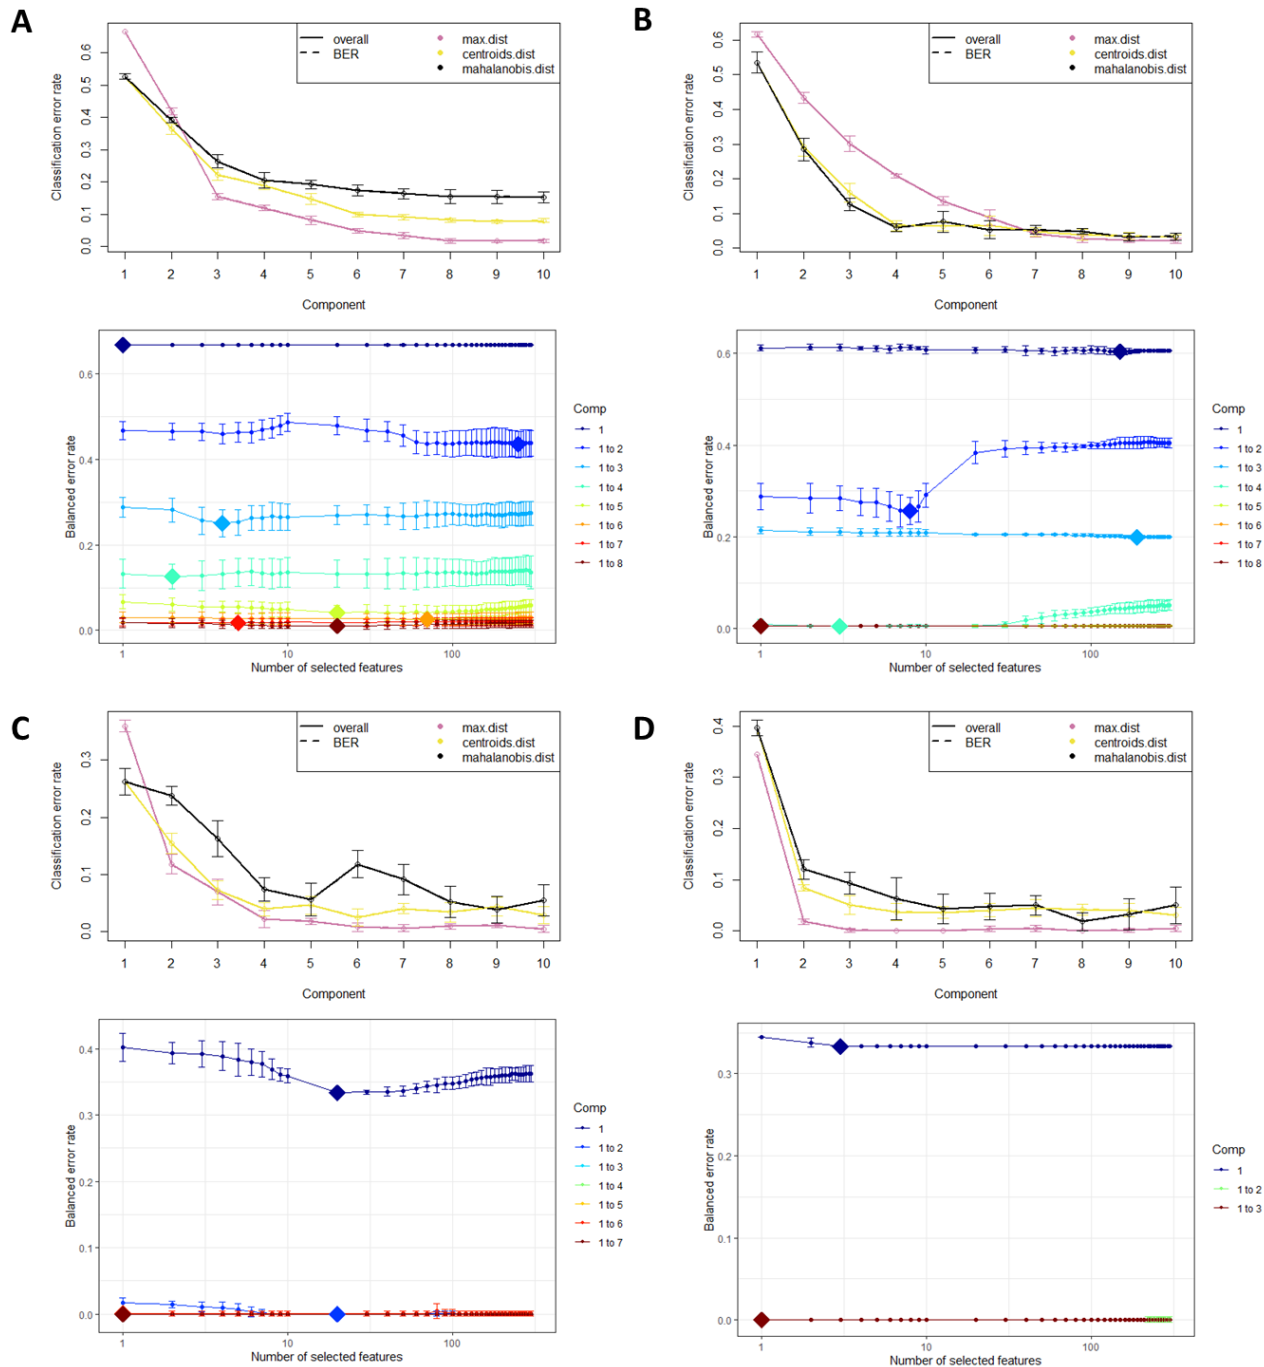 A
Classification error rate
0.6
0.5
0.4
0.3
0.2
0.1
0.0
overall
BER
max.dist
centroids.dist
mahalanobis.dist
1 2 3 4 5 6 7 8 9 10
Component
Balanced error rate
0.6
0.4
0.2
0.0
1 10 100
Number of selected features
Comp
1
1 to 2
1 to 3
1 to 4
1 to 5
1 to 6
1 to 7
1 to 8
B
Classification error rate
0.6
0.5
0.4
0.3
0.2
0.1
0.0
overall
BER
max.dist
centroids.dist
mahalanobis.dist
1 2 3 4 5 6 7 8 9 10
Component
Balanced error rate
0.6
0.4
0.2
0.0
1 10 100
Number of selected features
Comp
1
1 to 2
1 to 3
1 to 4
1 to 5
1 to 6
1 to 7
1 to 8
C
Classification error rate
0.3
0.2
0.1
0.0
overall
BER
max.dist
centroids.dist
mahalanobis.dist
1 2 3 4 5 6 7 8 9 10
Component
Balanced error rate
0.4
0.3
0.2
0.1
0.0
1 10 100
Number of selected features
Comp
1
1 to 2
1 to 3
1 to 4
1 to 5
1 to 6
1 to 7
D
Classification error rate
0.4
0.3
0.2
0.1
0.0
overall
BER
max.dist
centroids.dist
mahalanobis.dist
1 2 3 4 5 6 7 8 9 10
Component
Balanced error rate
0.3
0.2
0.1
0.0
1 10 100
Number of selected features
Comp
1
1 to 2
1 to 3